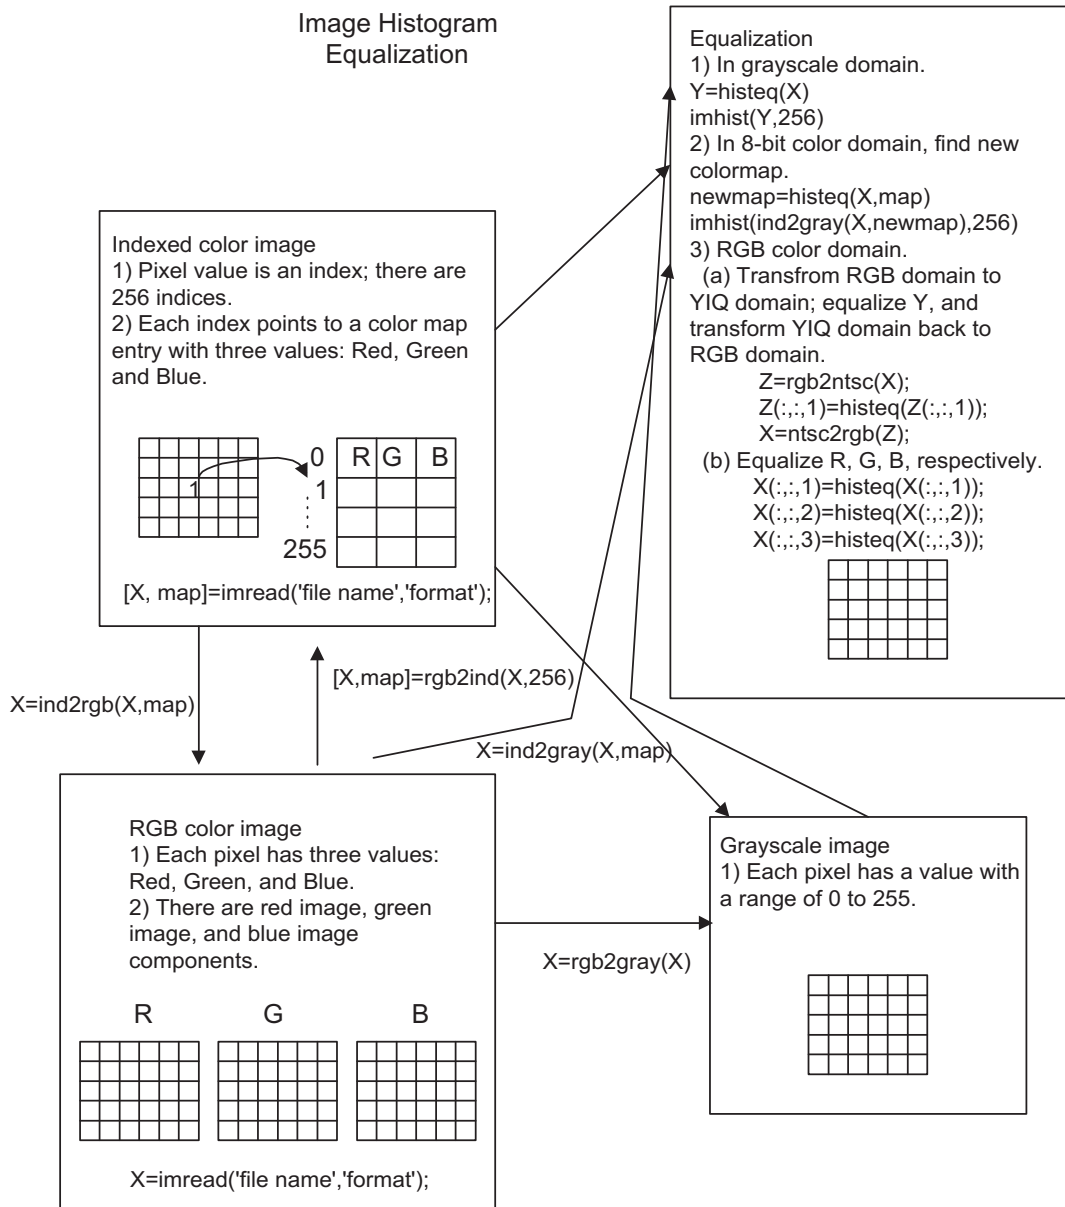 Image Histogram
Equalization
Equalization
1) In grayscale domain.
Y=histeq(X)
imhist(Y,256)
2) In 8-bit color domain, find new
colormap.
newmap=histeq(X,map)
imhist(ind2gray(X,newmap),256)
3) RGB color domain.
(a) Transfrom RGB domain to
YIQ domain; equalize Y, and
transform YIQ domain back to
RGB domain.
Z=rgb2ntsc(X);
Z(:,:,1)=histeq(Z(:,:,1));
X=ntsc2rgb(Z);
(b) Equalize R, G, B, respectively.
X(:,:,1)=histeq(X(:,:,1));
X(:,:,2)=histeq(X(:,:,2));
X(:,:,3)=histeq(X(:,:,3));
Indexed color image
1) Pixel value is an index; there are
256 indices.
2) Each index points to a color map
entry with three values: Red, Green
and Blue.
0 R G B
1 1
255
[X, map]=imread('file name','format');
[X,map]=rgb2ind(X,256)
X=ind2rgb(X,map)
X=ind2gray(X,map)
RGB color image
1) Each pixel has three values:
Red, Green, and Blue.
2) There are red image, green
image, and blue image
components.
R G B
X=imread('file name','format');
X=rgb2gray(X)
Grayscale image
1) Each pixel has a value with
a range of 0 to 255.